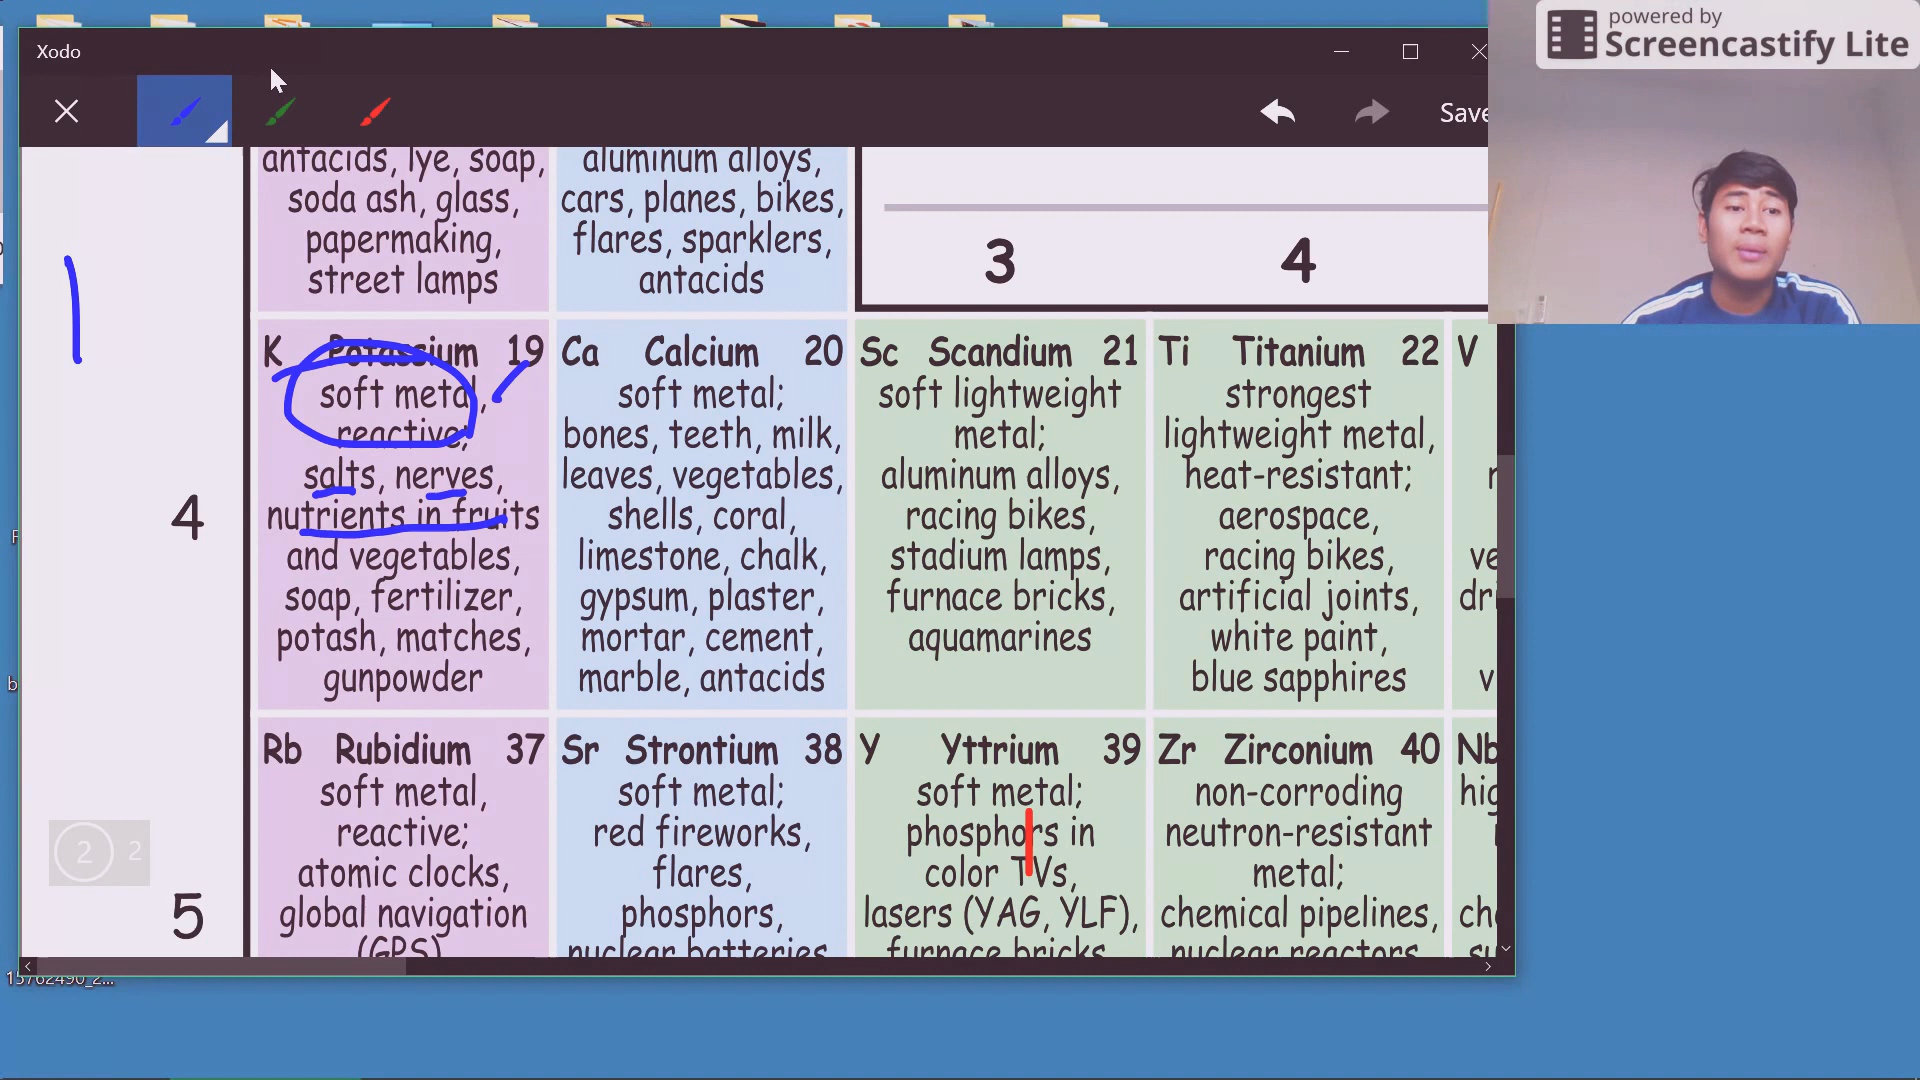 powered by
Screencastify Lite
Xodo
Save
antacids, lye, soap,
soda ash, glass,
papermaking,
street lamps
aluminum alloys,
cars, planes, bikes,
flares, sparklers,
antacids
3
4
4
K Potassium 19
soft metal,
reactive;
salts, nerves,
nutrients in fruits
and vegetables,
soap, fertilizer,
potash, matches,
gunpowder
Ca Calcium 20
soft metal;
bones, teeth, milk,
leaves, vegetables,
shells, coral,
limestone, chalk,
gypsum, plaster,
mortar, cement,
marble, antacids
Sc Scandium 21
soft lightweight
metal;
aluminum alloys,
racing bikes,
stadium lamps,
furnace bricks,
aquamarines
Ti Titanium 22
strongest
lightweight metal,
heat-resistant;
aerospace,
racing bikes,
artificial joints,
white paint,
blue sapphires
V
5
Rb Rubidium 37
soft metal,
reactive;
atomic clocks,
global navigation
(GPS)
Sr Strontium 38
soft metal;
red fireworks,
flares,
phosphors,
nuclear batteries
Y Yttrium 39
soft metal;
phosphors in
color TVs,
lasers (YAG, YLF),
furnace bricks
Zr Zirconium 40
non-corroding
neutron-resistant
metal;
chemical pipelines,
nuclear reactors
Nb
2 2